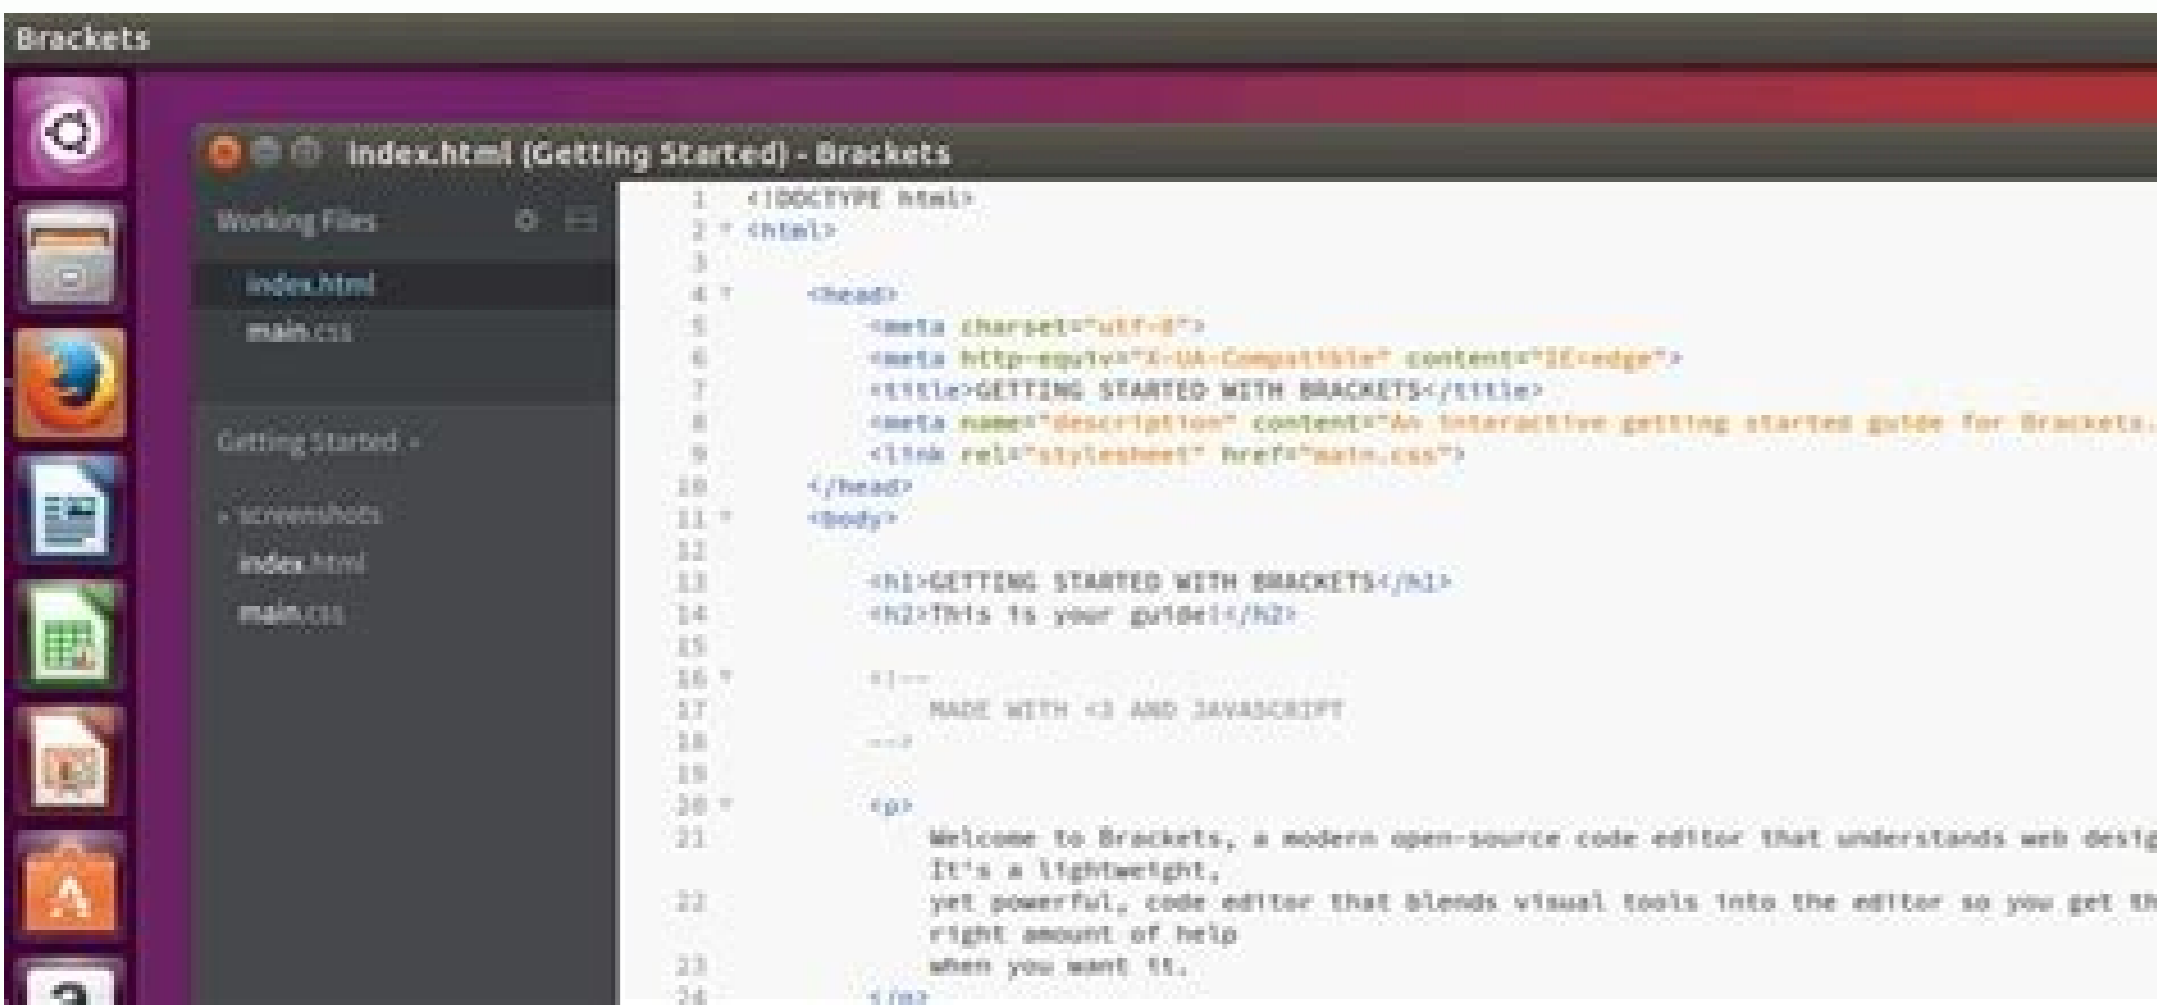 Brackets
index.html (Getting Started) - Brackets
Working Files
index.html
main.css
Getting Started
screenshots
index.html
main.css
1 <!DOCTYPE html>
2 <html>
3
4 <head>
5 <meta charset="utf-8">
6 <meta http-equiv="X-UA-Compatible" content="IE=edge">
7 <title>GETTING STARTED WITH BRACKETS</title>
8 <meta name="description" content="An interactive getting started guide for Brackets.
9 <link rel="stylesheet" href="main.css">
10 </head>
11 <body>
12
13 <h1>GETTING STARTED WITH BRACKETS</h1>
14 <h2>This is your guide!</h2>
15
16 <!--
17 MADE WITH <3 AND JAVASCRIPT
18 -->
19
20 <p>
21 Welcome to Brackets, a modern open-source code editor that understands web desig
It's a lightweight,
22 yet powerful, code editor that blends visual tools into the editor so you get th
right amount of help
23 when you want it.
24 </p>